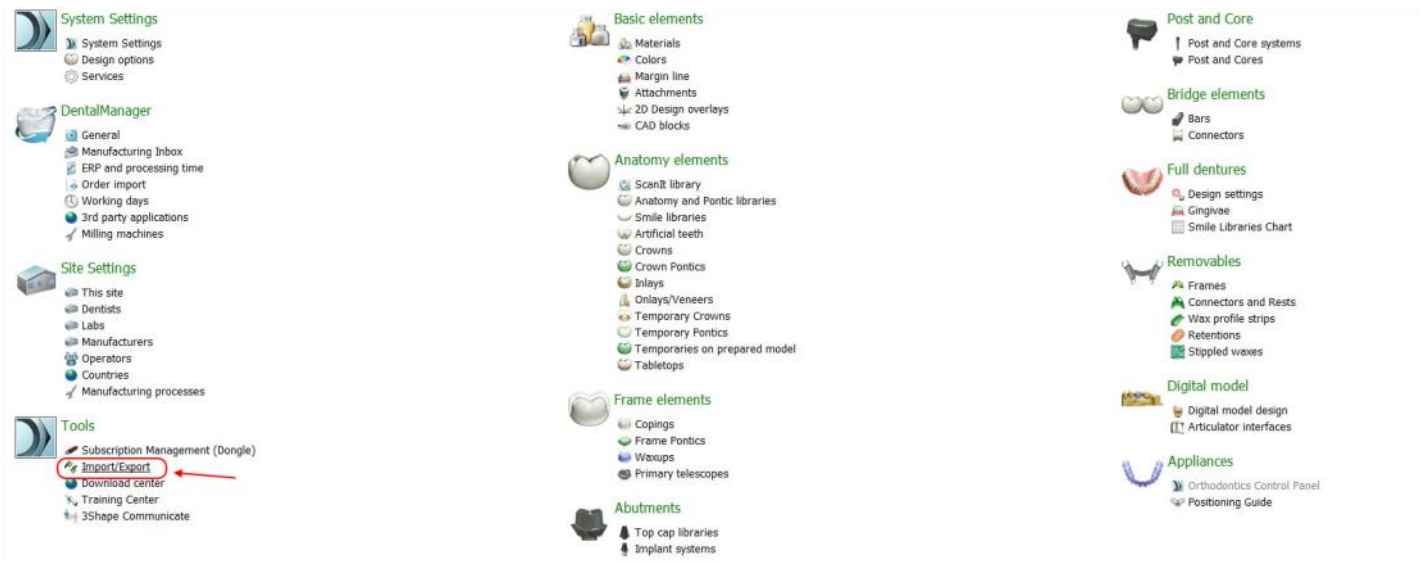 System Settings
System Settings
Design options
Services
DentalManager
General
Manufacturing Inbox
ERP and processing time
Order import
Working days
3rd party applications
Milling machines
Site Settings
This site
Dentists
Labs
Manufacturers
Operators
Countries
Manufacturing processes
Tools
Subscription Management (Dongle)
Import/Export
Download center
Training Center
3Shape Communicate
Basic elements
Materials
Colors
Margin line
Attachments
2D Design overlays
CAD blocks
Anatomy elements
ScanIt library
Anatomy and Pontic libraries
Smile libraries
Artificial teeth
Crowns
Crown Pontics
Inlays
Onlays/Veneers
Temporary Crowns
Temporary Pontics
Temporaries on prepared model
Tabletops
Frame elements
Copings
Frame Pontics
Waxups
Primary telescopes
Abutments
Top cap libraries
Implant systems
Post and Core
Post and Core systems
Post and Cores
Bridge elements
Bars
Connectors
Full dentures
Design settings
Gingivae
Smile Libraries Chart
Removables
Frames
Connectors and Rests
Wax profile strips
Retentions
Stippled waxes
Digital model
Digital model design
Articulator interfaces
Appliances
Orthodontics Control Panel
Positioning Guide